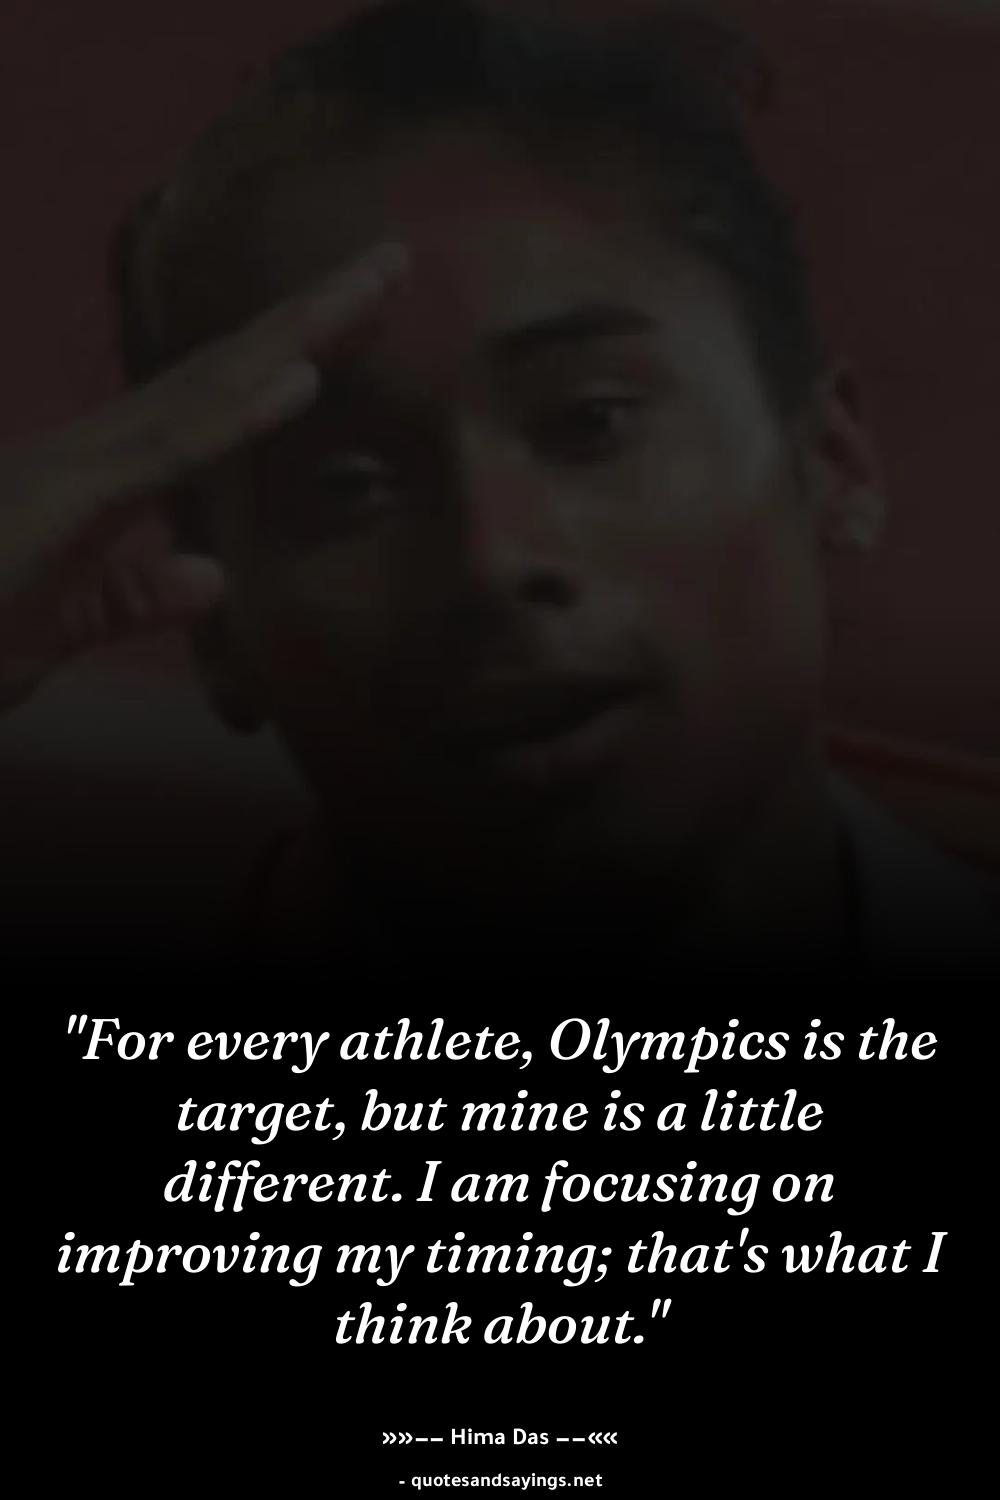 "For every athlete, Olympics is the
target, but mine is a little
different. I am focusing on
improving my timing; that's what I
think about."
»»−− Hima Das −−««
- quotesandsayings.net